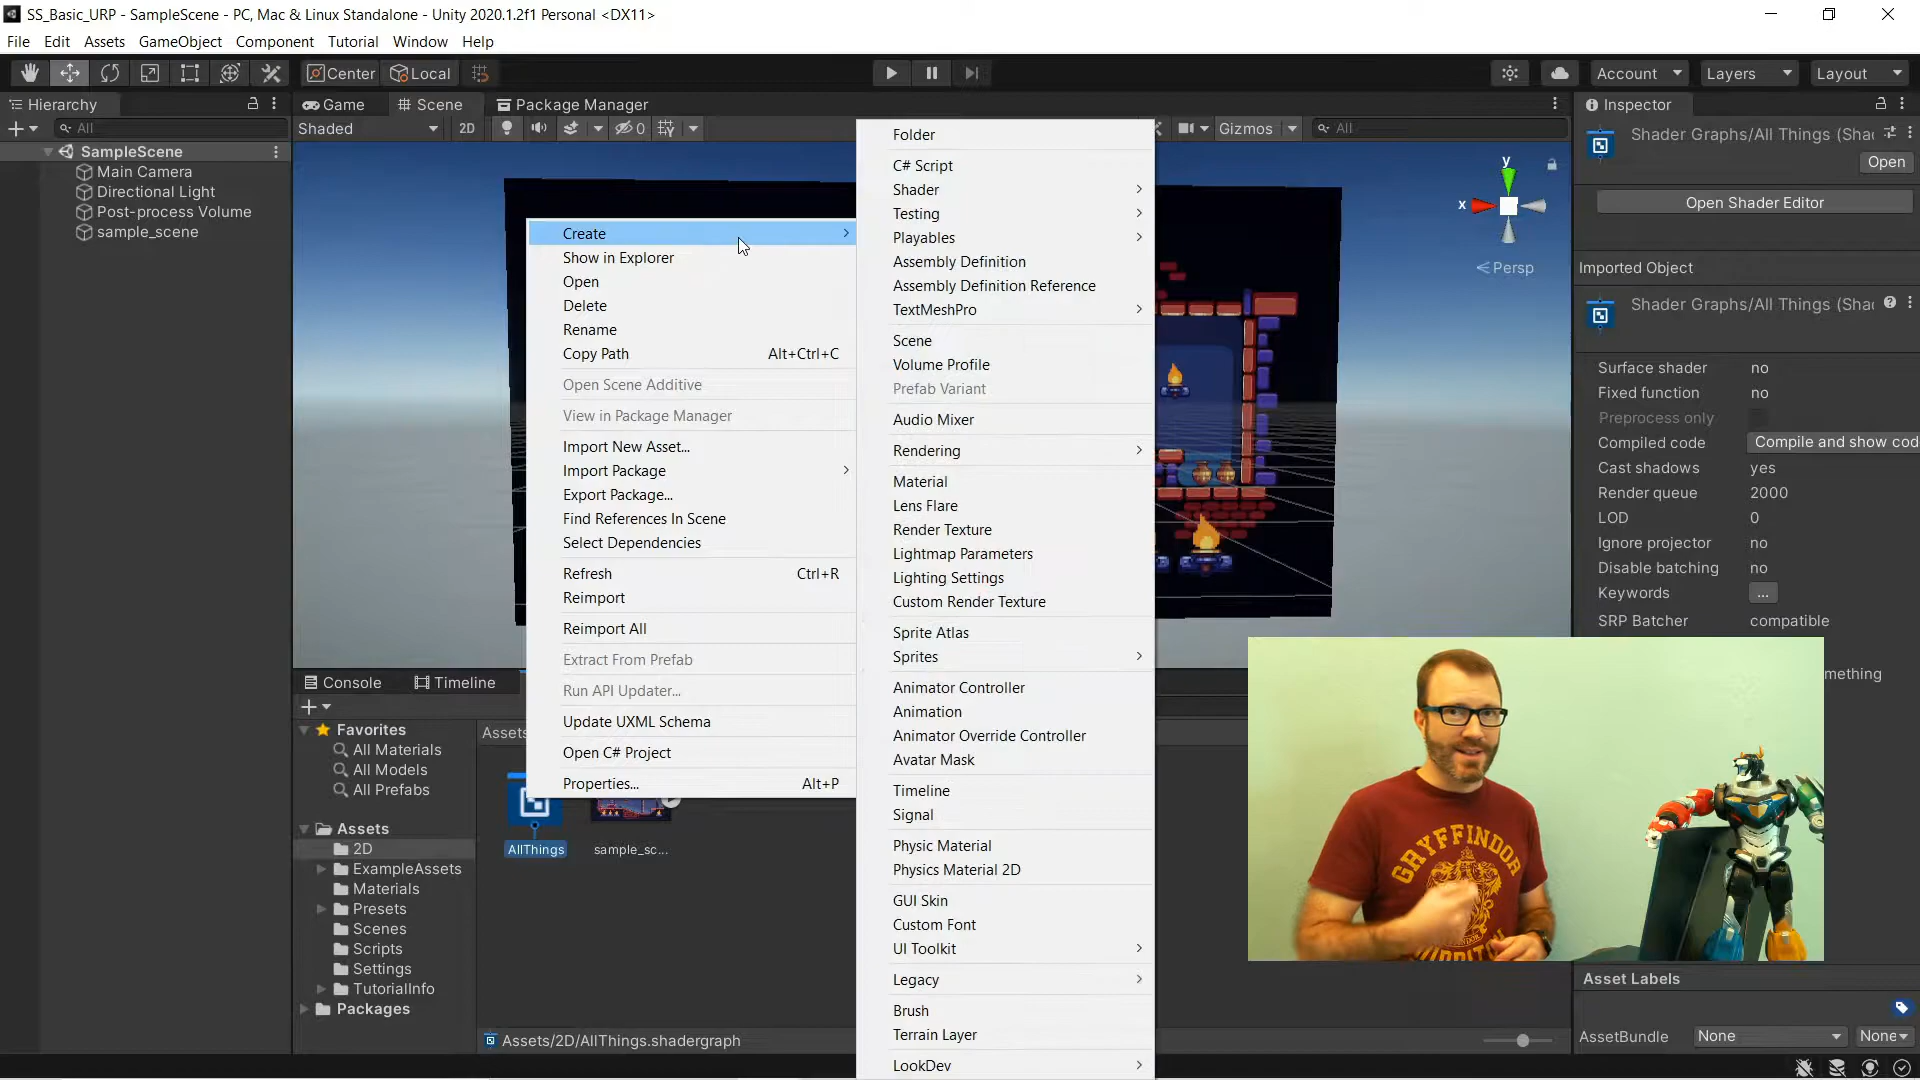 SS_Basic_URP - SampleScene - PC, Mac & Linux Standalone - Unity 2020.1.2f1 Personal <DX11>
File Edit Assets GameObject Component Tutorial Window Help
Center Local Account Layers Layout
Hierarchy
All
SampleScene
Main Camera
Directional Light
Post-process Volume
sample_scene
Game Scene Package Manager
Shaded 2D 0 Gizmos All
y
x
Persp
Create
Show in Explorer
Open
Delete
Rename
Copy Path Alt+Ctrl+C
Open Scene Additive
View in Package Manager
Import New Asset...
Import Package
Export Package...
Find References In Scene
Select Dependencies
Refresh Ctrl+R
Reimport
Reimport All
Extract From Prefab
Run API Updater...
Update UXML Schema
Open C# Project
Properties... Alt+P
Folder
C# Script
Shader
Testing
Playables
Assembly Definition
Assembly Definition Reference
TextMeshPro
Scene
Volume Profile
Prefab Variant
Audio Mixer
Rendering
Material
Lens Flare
Render Texture
Lightmap Parameters
Lighting Settings
Custom Render Texture
Sprite Atlas
Sprites
Animator Controller
Animation
Animator Override Controller
Avatar Mask
Timeline
Signal
Physic Material
Physics Material 2D
GUI Skin
Custom Font
UI Toolkit
Legacy
Brush
Terrain Layer
LookDev
Inspector
Shader Graphs/All Things (Sha
Open
Open Shader Editor
Imported Object
Shader Graphs/All Things (Sha
Surface shader no
Fixed function no
Preprocess only
Compiled code Compile and show cod
Cast shadows yes
Render queue 2000
LOD 0
Ignore projector no
Disable batching no
Keywords ...
SRP Batcher compatible
mething
GRYFFINDOR
Asset Labels
AssetBundle None None
Console Timeline
Favorites
All Materials
All Models
All Prefabs
Assets
2D
ExampleAssets
Materials
Presets
Scenes
Scripts
Settings
TutorialInfo
Packages
Assets
AllThings
sample_sc...
Assets/2D/AllThings.shadergraph